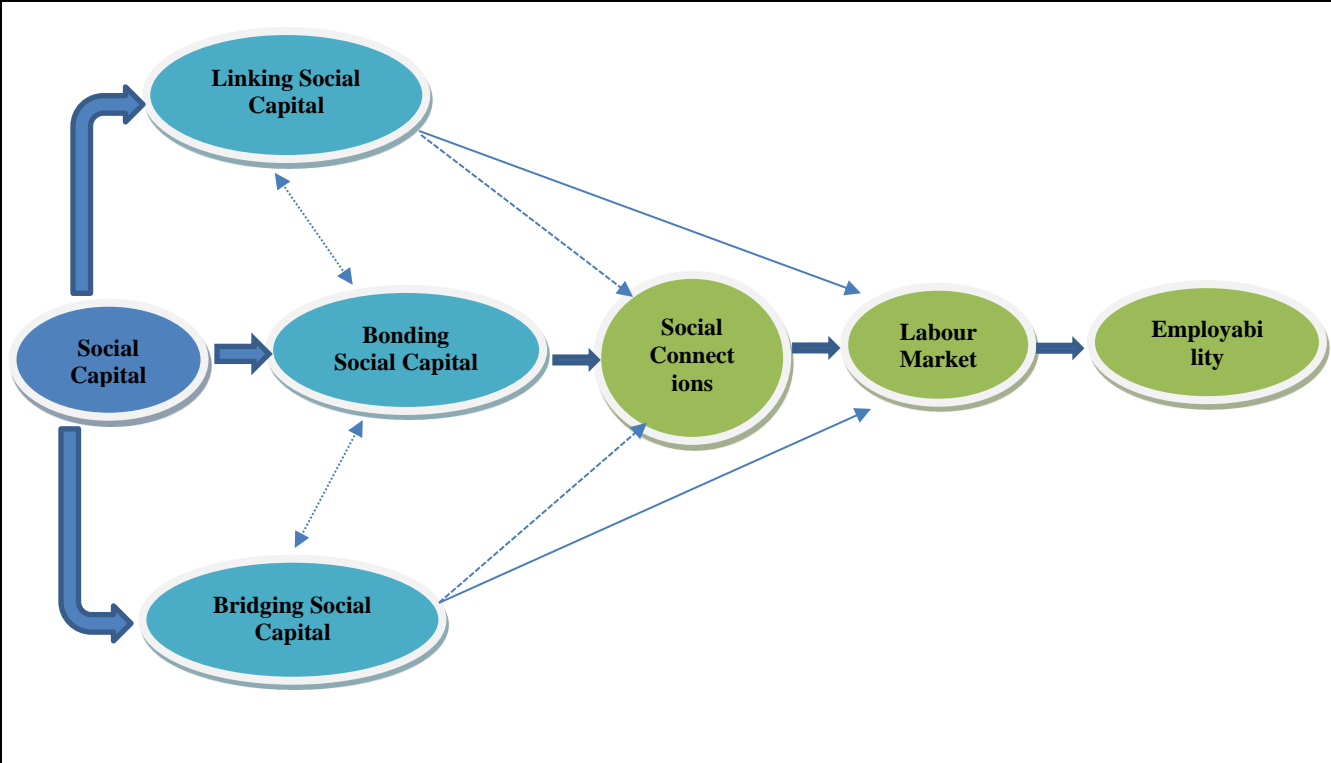 Linking Social
Capital
Social
Capital
Bonding
Social Capital
Social
Connect
ions
Labour
Market
Employabi
lity
Bridging Social
Capital